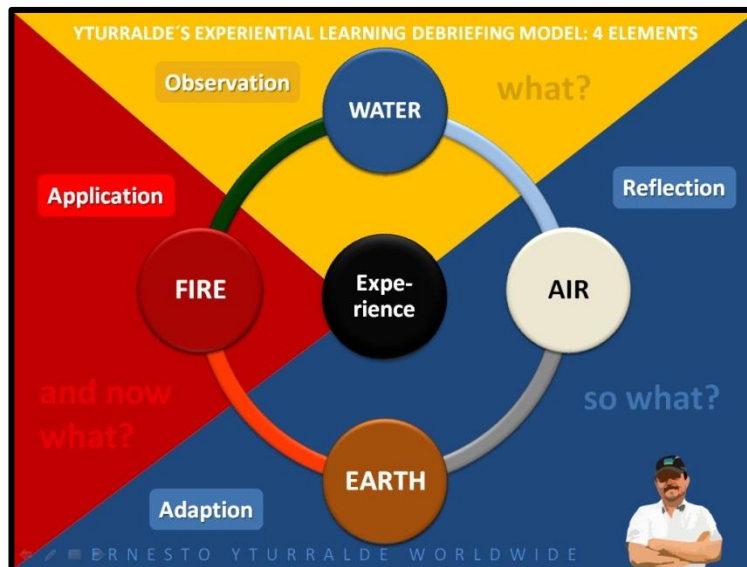 YTURRALDE´S EXPERIENTIAL LEARNING DEBRIEFING MODEL: 4 ELEMENTS
Observation
what?
WATER
Application
Reflection
FIRE
Expe-
rience
AIR
and now
what?
so what?
EARTH
Adaption
ERNESTO YTURRALDE WORLDWIDE